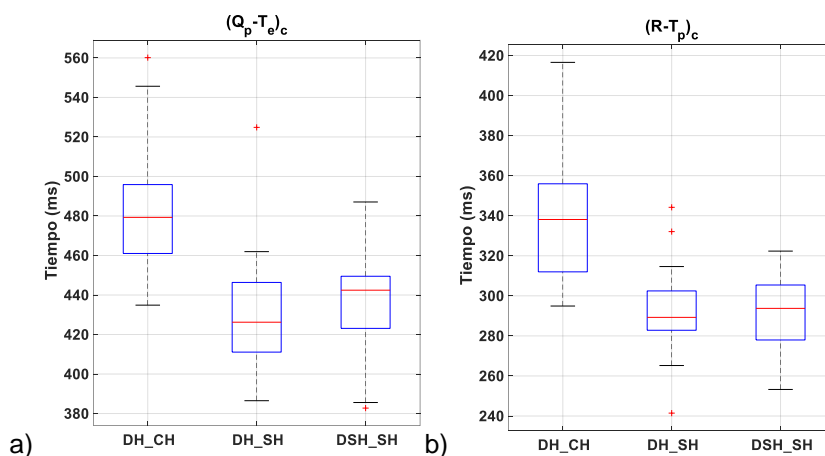 (Qp-Te)c
Tiempo (ms)
560
540
520
500
480
460
440
420
400
380
DH_CH DH_SH DSH_SH
a)
(R-Tp)c
Tiempo (ms)
420
400
380
360
340
320
300
280
260
240
DH_CH DH_SH DSH_SH
b)